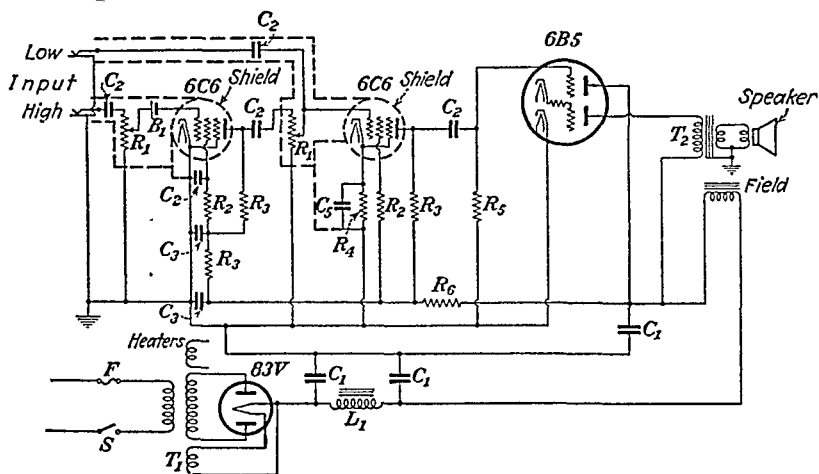 C2
6B5
Low
6C6
Shield
6C6
Shield
Speaker
Input
C2
C2
C2
High
B1
R1
R1
T2
Field
C2
R2
R3
C5
R2
R3
R5
C3
R4
R3
R6
C3
C1
Heaters
83V
F
C1
C1
S
L1
T1